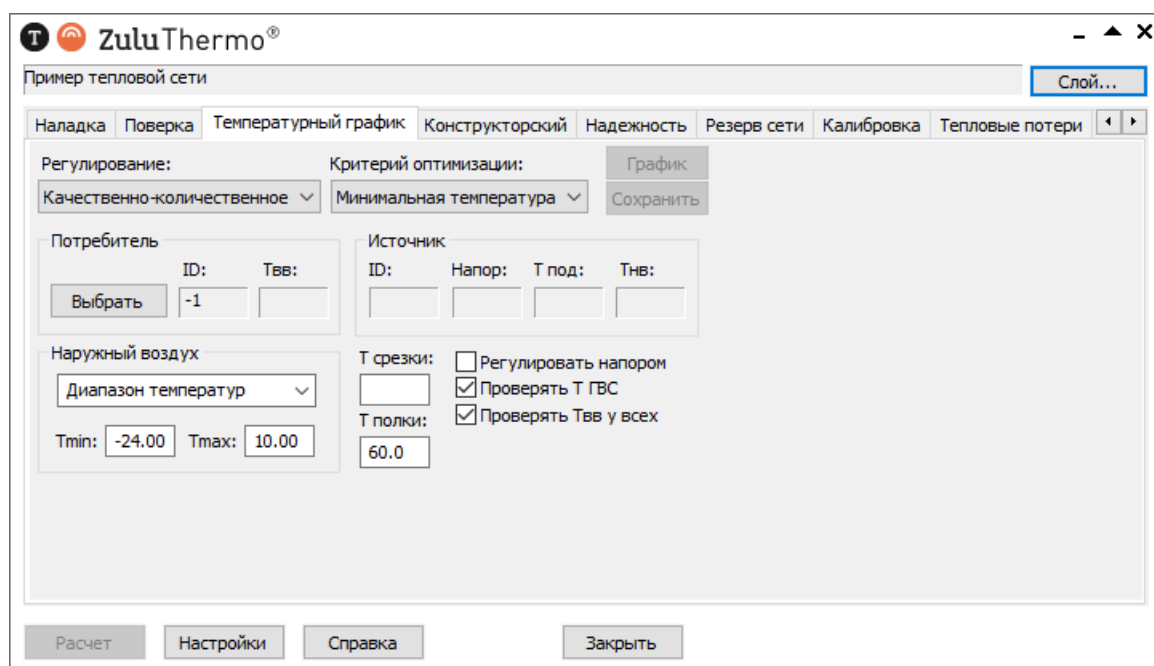 T ZuluThermo®
Пример тепловой сети
Слой...
Наладка Поверка Температурный график Конструкторский Надежность Резерв сети Калибровка Тепловые потери
Регулирование: Критерий оптимизации: График
Качественно-количественное Минимальная температура Сохранить
Потребитель Источник
ID: Tвв: ID: Напор: T под: Tнв:
Выбрать -1
Наружный воздух T срезки: Регулировать напором
Диапазон температур Проверять T ГВС
T полки: Проверять Tвв у всех
Tmin: -24.00 Tmax: 10.00 60.0
Расчет Настройки Справка Закрыть